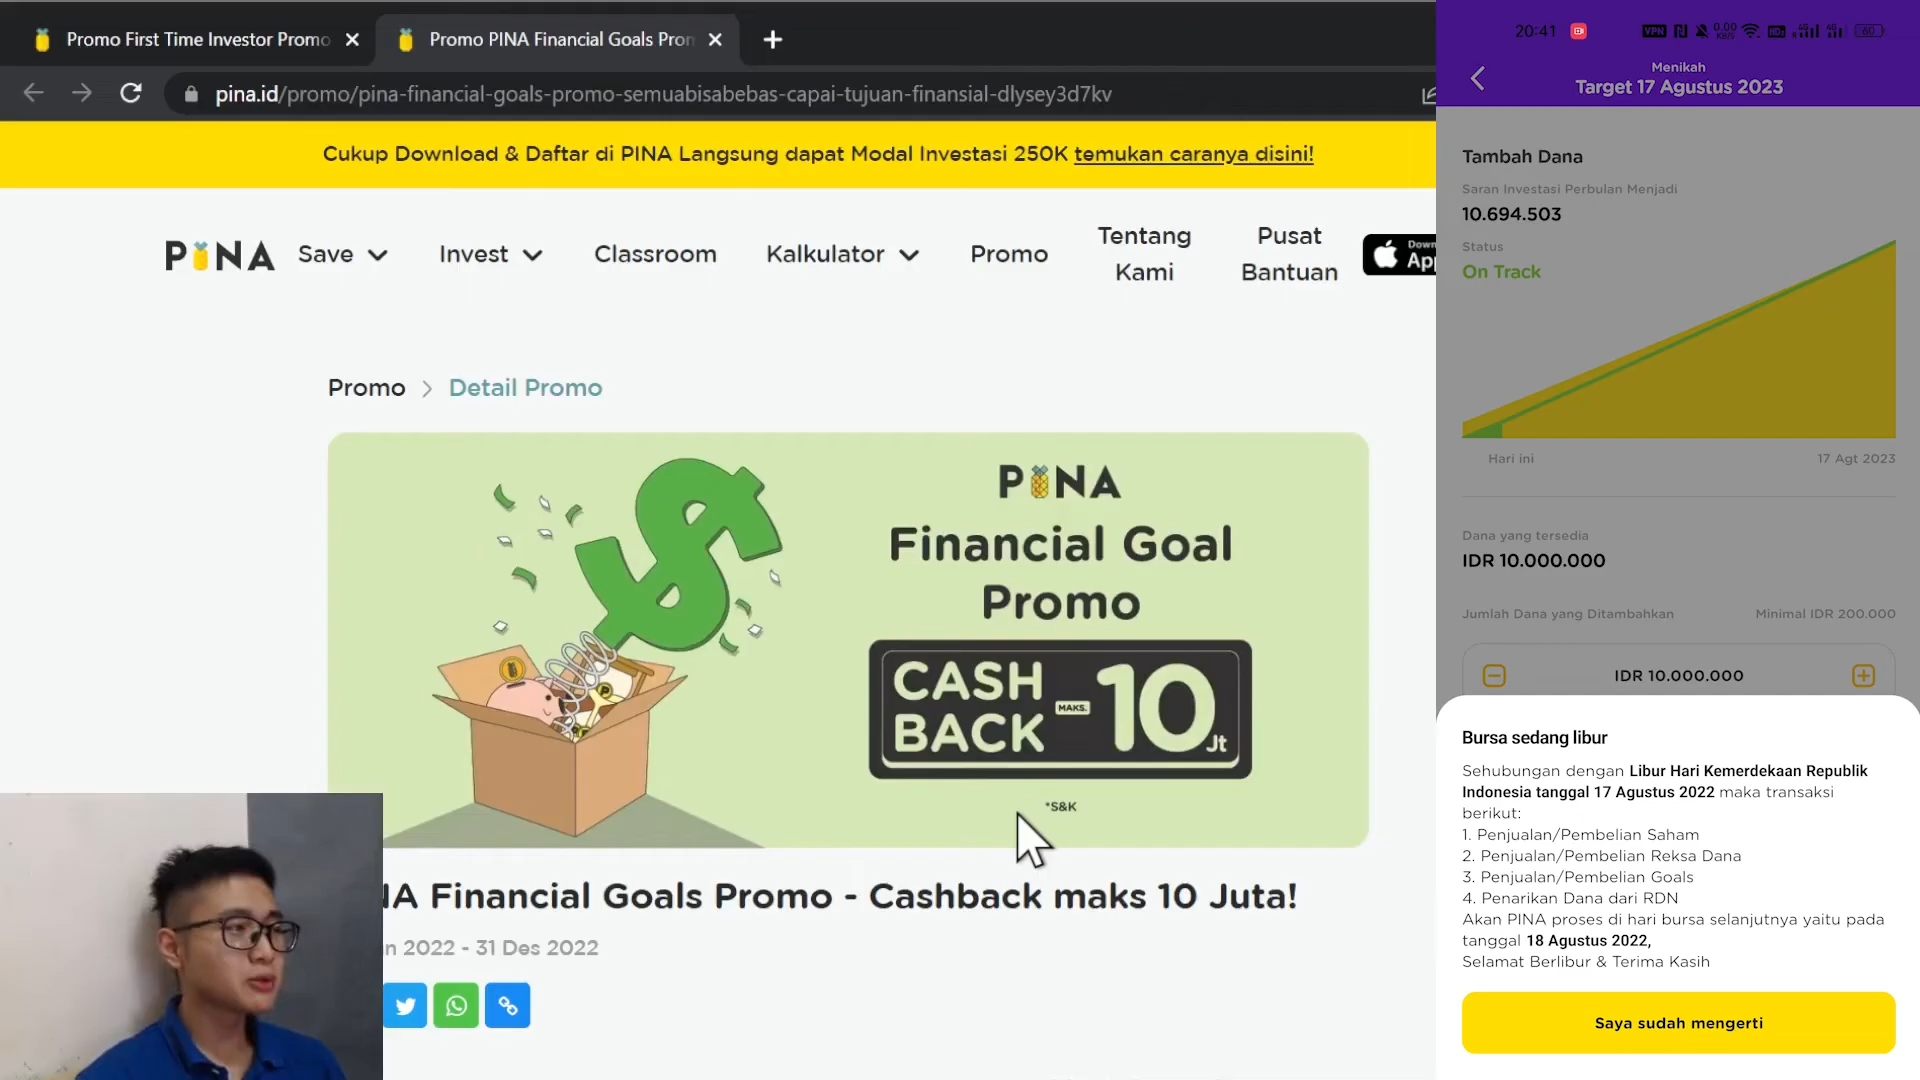 Promo First Time Investor Promo
Promo PINA Financial Goals Pron
pina.id/promo/pina-financial-goals-promo-semuabisabebas-capai-tujuan-finansial-dlysey3d7kv
Cukup Download & Daftar di PINA Langsung dapat Modal Investasi 250K temukan caranya disini!
PINA
Save
Invest
Classroom
Kalkulator
Promo
Tentang
Kami
Pusat
Bantuan
Promo > Detail Promo
PINA
Financial Goal
Promo
CASH
BACK
MAKS.
10
Jt
*S&K
NA Financial Goals Promo - Cashback maks 10 Juta!
n 2022 - 31 Des 2022
20:41
VPN
0.00
KB/S
60
Menikah
Target 17 Agustus 2023
Tambah Dana
Saran Investasi Perbulan Menjadi
10.694.503
Status
On Track
Hari ini
17 Agt 2023
Dana yang tersedia
IDR 10.000.000
Jumlah Dana yang Ditambahkan
Minimal IDR 200.000
IDR 10.000.000
Bursa sedang libur
Sehubungan dengan Libur Hari Kemerdekaan Republik
Indonesia tanggal 17 Agustus 2022 maka transaksi
berikut:
1. Penjualan/Pembelian Saham
2. Penjualan/Pembelian Reksa Dana
3. Penjualan/Pembelian Goals
4. Penarikan Dana dari RDN
Akan PINA proses di hari bursa selanjutnya yaitu pada
tanggal 18 Agustus 2022,
Selamat Berlibur & Terima Kasih
Saya sudah mengerti